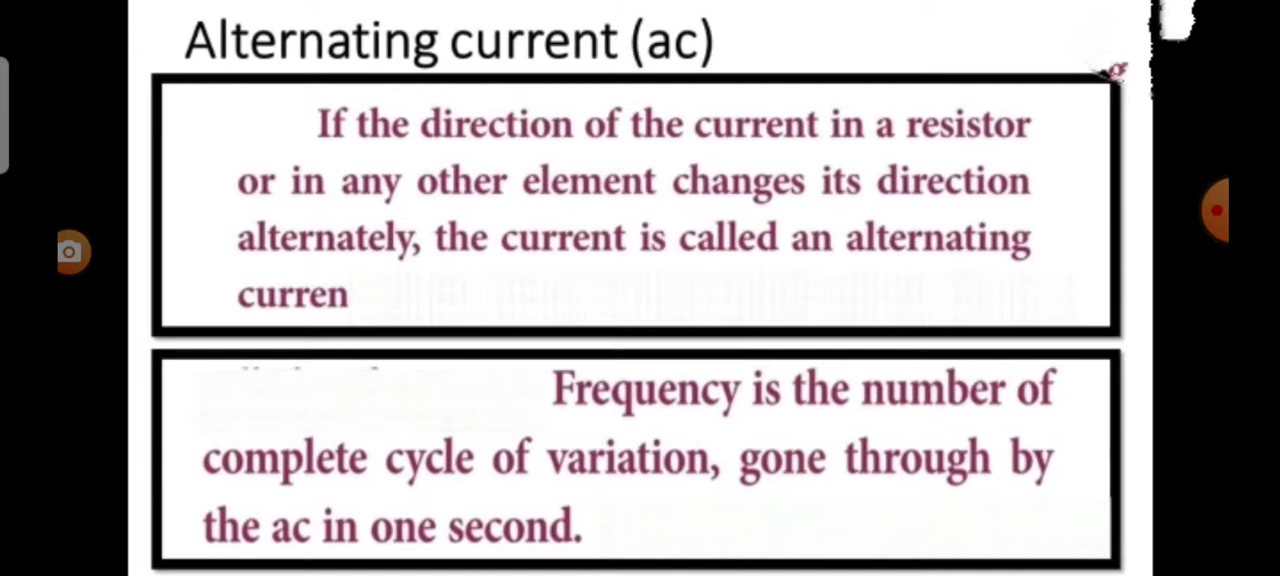 Alternating current (ac)
If the direction of the current in a resistor
or in any other element changes its direction
alternately, the current is called an alternating
curren
Frequency is the number of
complete cycle of variation, gone through by
the ac in one second.